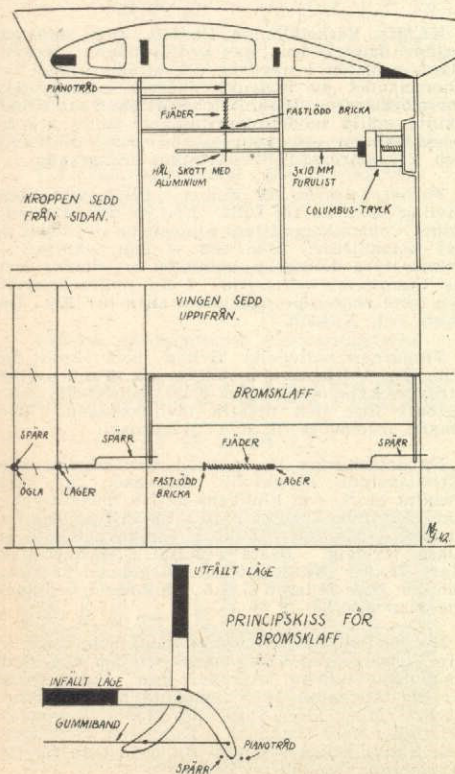 PIANOTRÅD
FJÄDER
FASTLÖDD BRICKA
HÅL, SKOTT MED
ALUMINIUM
3x10 MM
FURULIST
COLUMBUS-TRYCK
KROPPEN SEDD
FRÅN SIDAN.
VINGEN SEDD
UPPIFRÅN.
BROMSKLAFF
SPÄRR
SPÄRR
FJÄDER
SPÄRR
ÖGLA
LAGER
FASTLÖDD
BRICKA
LAGER
UTFÄLLT LÄGE
PRINCIPSKISS FÖR
BROMSKLAFF
INFÄLLT LÄGE
GUMMIBAND
PIANOTRÅD
SPÄRR